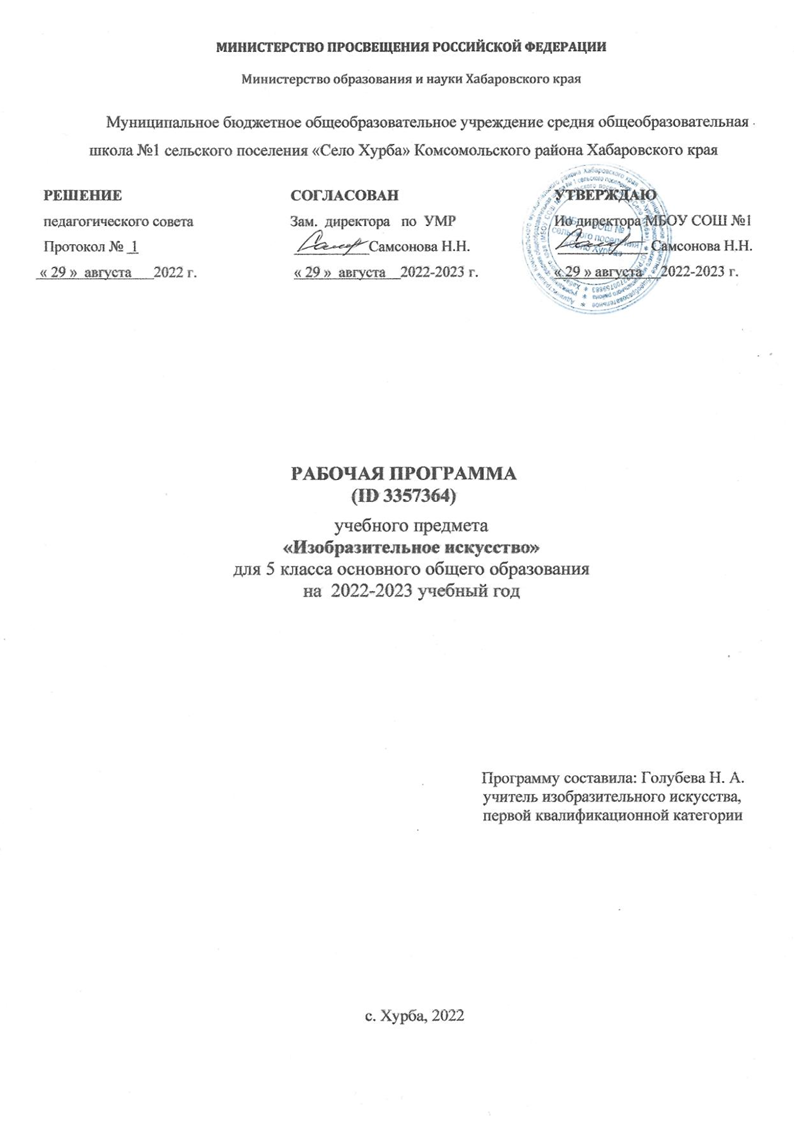 МИНИСТЕРСТВО ПРОСВЕЩЕНИЯ РОССИЙСКОЙ ФЕДЕРАЦИИ
Министерство образования и науки Хабаровского края
Муниципальное бюджетное общеобразовательное учреждение средня общеобразовательная
школа №1 сельского поселения «Село Хурба» Комсомольского района Хабаровского края
РЕШЕНИЕ
педагогического совета
Протокол № 1
« 29 » августа 2022 г.
СОГЛАСОВАН
Зам. директора по УМР
Самсонова Н.Н.
« 29 » августа 2022-2023 г.
УТВЕРЖДАЮ
Ио директора МБОУ СОШ №1
Самсонова Н.Н.
« 29 » августа 2022-2023 г.
РАБОЧАЯ ПРОГРАММА
(ID 3357364)
учебного предмета
«Изобразительное искусство»
для 5 класса основного общего образования
на 2022-2023 учебный год
Программу составила: Голубева Н. А.
учитель изобразительного искусства,
первой квалификационной категории
с. Хурба, 2022